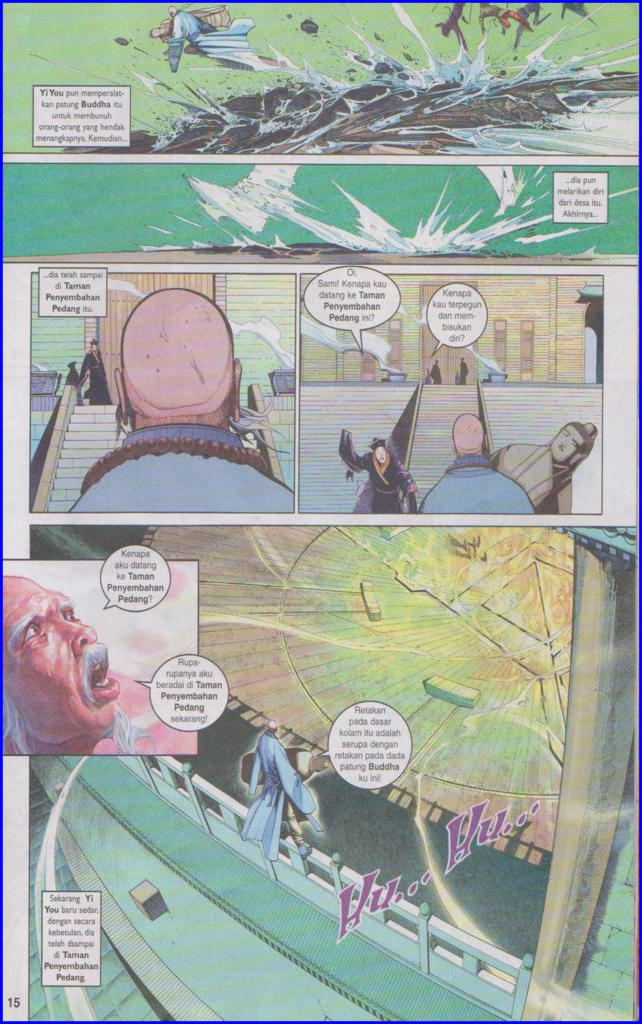 Yi You pun memperalat-
kan patung Buddha itu
untuk membunuh
orang-orang yang hendak
menangkapnya. Kemudian...
...dia pun
melarikan diri
dari desa itu.
Akhirnya...
...dia telah sampai
di Taman
Penyembahan
Pedang itu.
Oi,
Sami! Kenapa kau
datang ke Taman
Penyembahan
Pedang ini?
Kenapa
kau terpegun
dan mem-
bisukan
diri?
Kenapa
aku datang
ke Taman
Penyembahan
Pedang?
Rupa-
rupanya aku
beradai di Taman
Penyembahan
Pedang
sekarang!
Retakan
pada dasar
kolam itu adalah
serupa dengan
retakan pada dada
patung Buddha
ku ini!
Hu... Hu...
Sekarang Yi
You baru sedar,
dengan secara
kebetulan, dia
telah dsampai
di Taman
Penyembahan
Pedang.
15